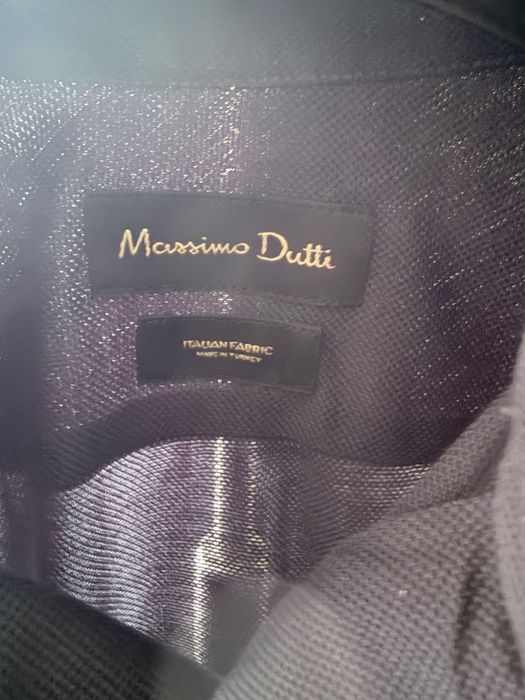 Massimo Dutti
ITALIAN FABRIC
MADE IN TURKEY